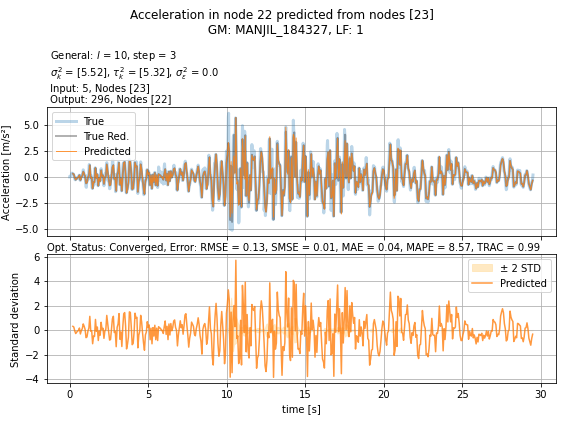 Acceleration in node 22 predicted from nodes [23]
GM: MANJIL_184327, LF: 1
General: l = 10, step = 3
σ²ₖ = [5.52], τ²ₖ = [5.32], σ²ε = 0.0
Input: 5, Nodes [23]
Output: 296, Nodes [22]
True
True Red.
Predicted
Acceleration [m/s²]
5.0
2.5
0.0
−2.5
−5.0
Opt. Status: Converged, Error: RMSE = 0.13, SMSE = 0.01, MAE = 0.04, MAPE = 8.57, TRAC = 0.99
± 2 STD
Predicted
Standard deviation
6
4
2
0
−2
−4
0 5 10 15 20 25 30
time [s]